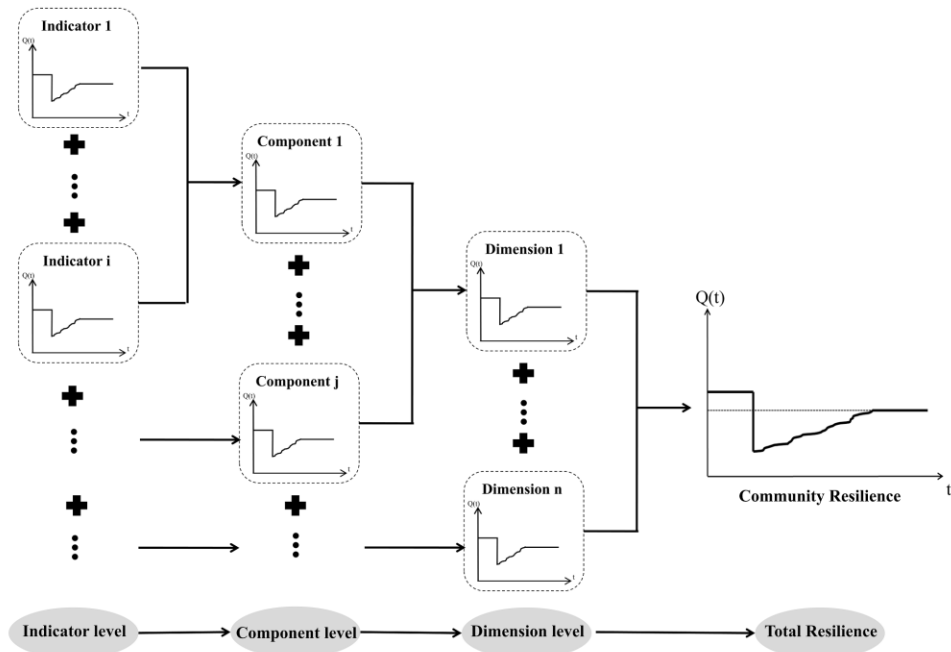 Indicator 1
Q(t)
t
Component 1
Q(t)
t
Indicator i
Q(t)
t
Dimension 1
Q(t)
t
Q(t)
t
Community Resilience
Component j
Q(t)
t
Dimension n
Q(t)
t
Indicator level
Component level
Dimension level
Total Resilience